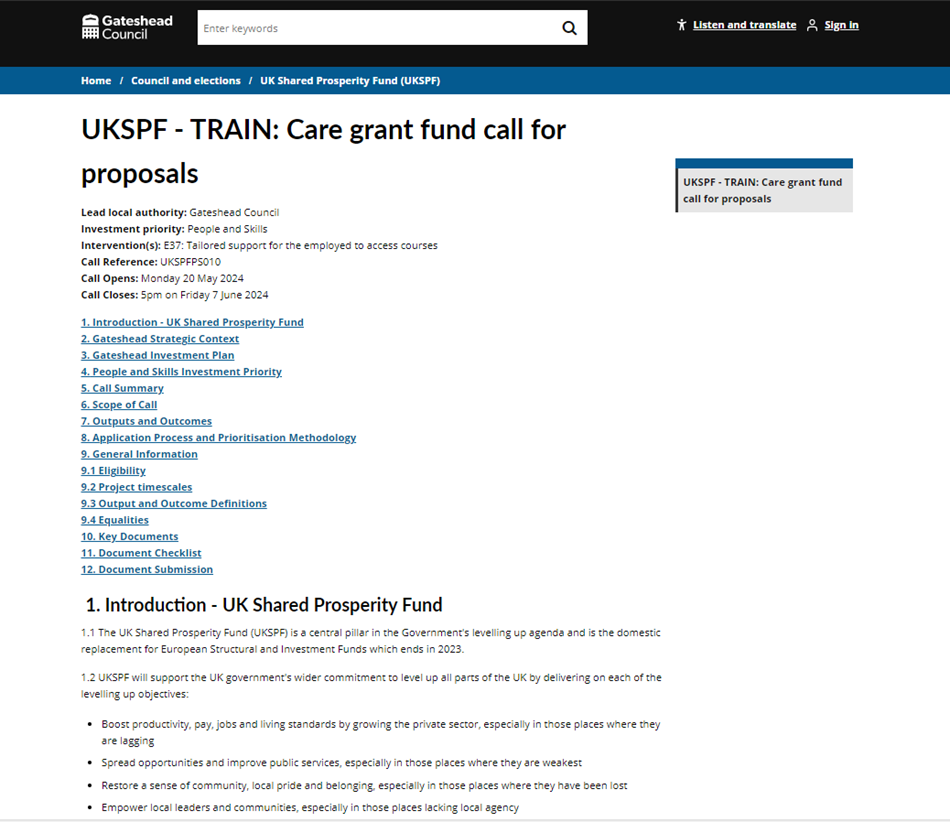 Gateshead
Council
Enter keywords
Listen and translate
Sign in
Home / Council and elections / UK Shared Prosperity Fund (UKSPF)
UKSPF - TRAIN: Care grant fund call for
proposals
UKSPF - TRAIN: Care grant fund
call for proposals
Lead local authority: Gateshead Council
Investment priority: People and Skills
Intervention(s): E37: Tailored support for the employed to access courses
Call Reference: UKSPFPS010
Call Opens: Monday 20 May 2024
Call Closes: 5pm on Friday 7 June 2024
1. Introduction - UK Shared Prosperity Fund
2. Gateshead Strategic Context
3. Gateshead Investment Plan
4. People and Skills Investment Priority
5. Call Summary
6. Scope of Call
7. Outputs and Outcomes
8. Application Process and Prioritisation Methodology
9. General Information
9.1 Eligibility
9.2 Project timescales
9.3 Output and Outcome Definitions
9.4 Equalities
10. Key Documents
11. Document Checklist
12. Document Submission
1. Introduction - UK Shared Prosperity Fund
1.1 The UK Shared Prosperity Fund (UKSPF) is a central pillar in the Government's levelling up agenda and is the domestic
replacement for European Structural and Investment Funds which ends in 2023.
1.2 UKSPF will support the UK government's wider commitment to level up all parts of the UK by delivering on each of the
levelling up objectives:
• Boost productivity, pay, jobs and living standards by growing the private sector, especially in those places where they
are lagging
• Spread opportunities and improve public services, especially in those places where they are weakest
• Restore a sense of community, local pride and belonging, especially in those places where they have been lost
• Empower local leaders and communities, especially in those places lacking local agency